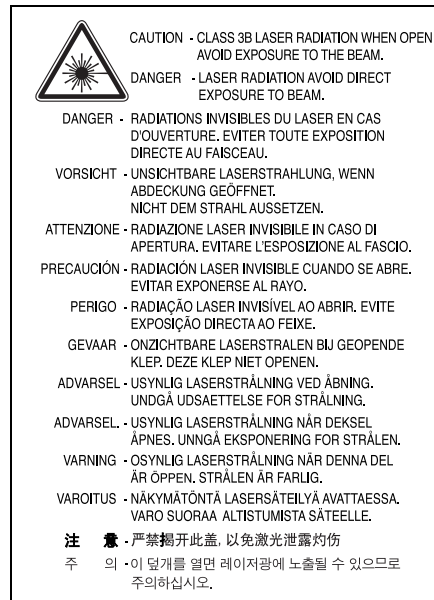 CAUTION - CLASS 3B LASER RADIATION WHEN OPEN
AVOID EXPOSURE TO THE BEAM.
DANGER - LASER RADIATION AVOID DIRECT
EXPOSURE TO BEAM.
DANGER - RADIATIONS INVISIBLES DU LASER EN CAS
D'OUVERTURE. EVITER TOUTE EXPOSITION
DIRECTE AU FAISCEAU.
VORSICHT - UNSICHTBARE LASERSTRAHLUNG, WENN
ABDECKUNG GEÖFFNET.
NICHT DEM STRAHL AUSSETZEN.
ATTENZIONE - RADIAZIONE LASER INVISIBILE IN CASO DI
APERTURA. EVITARE L'ESPOSIZIONE AL FASCIO.
PRECAUCIÓN - RADIACIÓN LASER INVISIBLE CUANDO SE ABRE.
EVITAR EXPONERSE AL RAYO.
PERIGO - RADIAÇÃO LASER INVISÍVEL AO ABRIR. EVITE
EXPOSIÇÃO DIRECTA AO FEIXE.
GEVAAR - ONZICHTBARE LASERSTRALEN BIJ GEOPENDE
KLEP. DEZE KLEP NIET OPENEN.
ADVARSEL - USYNLIG LASERSTRÅLNING VED ÅBNING.
UNDGÅ UDSAETTELSE FOR STRÅLNING.
ADVARSEL. - USYNLIG LASERSTRÅLNING NÅR DEKSEL
ÅPNES. UNNGÅ EKSPONERING FOR STRÅLEN.
VARNING - OSYNLIG LASERSTRÅLNING NÄR DENNA DEL
ÄR ÖPPEN. STRÅLEN ÄR FARLIG.
VAROITUS - NÄKYMÄTÖNTÄ LASERSÄTEILYÄ AVATTAESSA.
VARO SUORAA ALTISTUMISTA SÄTEELLE.
注 意 - 严禁揭开此盖, 以免激光泄露灼伤
주 의 - 이 덮개를 열면 레이저광에 노출될 수 있으므로
주의하십시오.